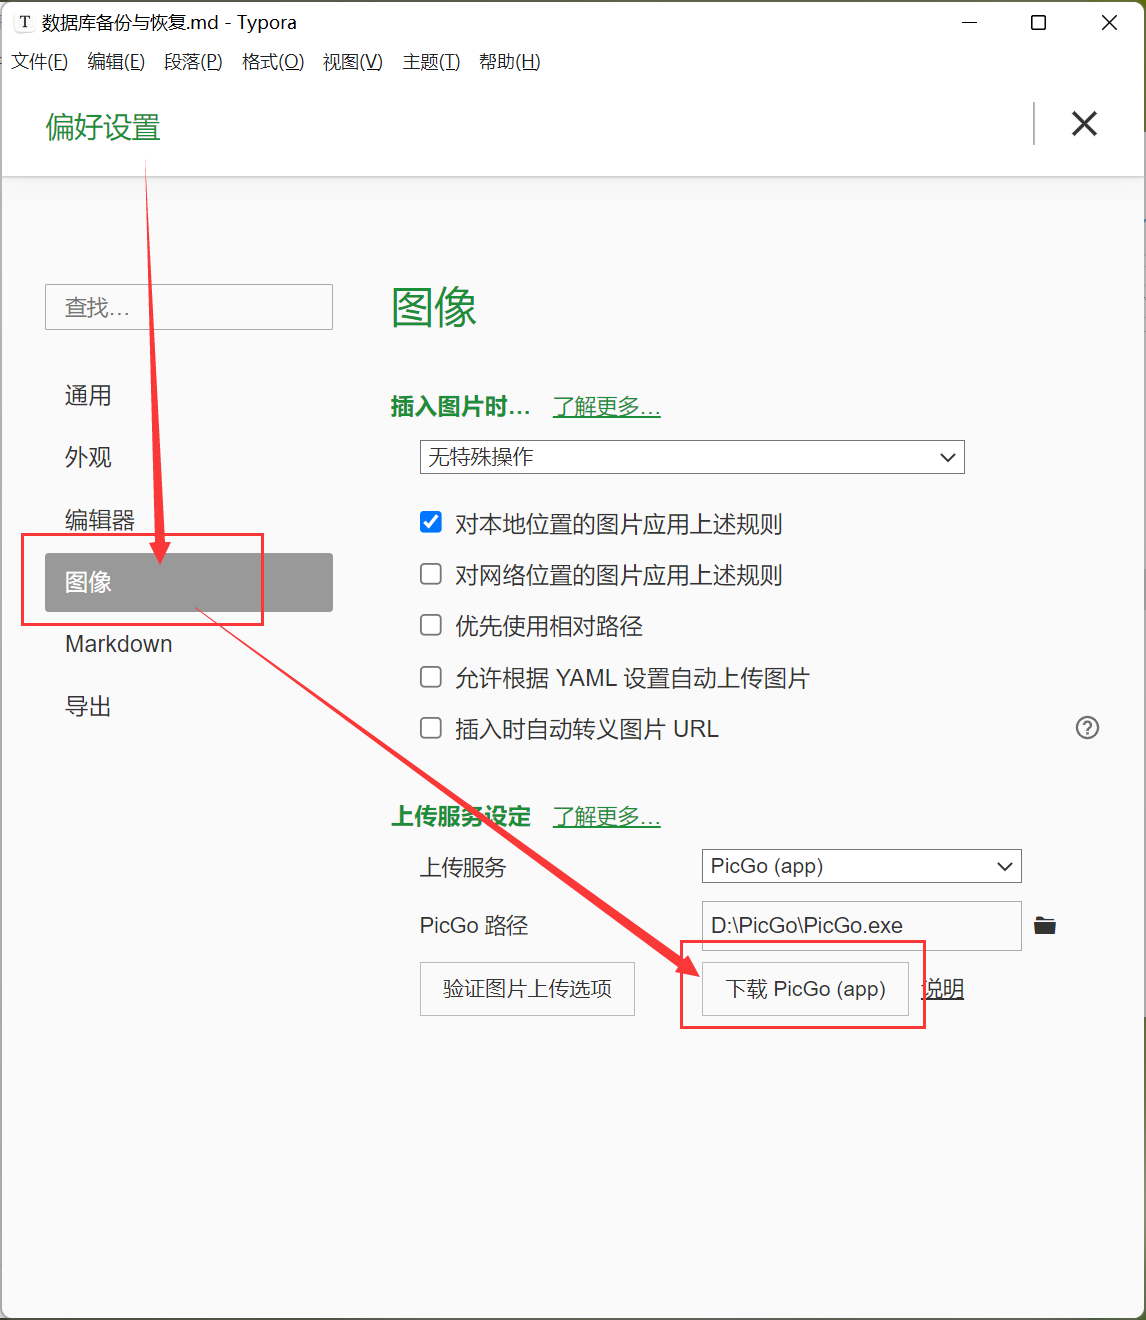 数据库备份与恢复.md - Typora
文件(F) 编辑(E) 段落(P) 格式(O) 视图(V) 主题(T) 帮助(H)
偏好设置
查找...
通用
外观
编辑器
图像
Markdown
导出
图像
插入图片时... 了解更多...
无特殊操作
对本地位置的图片应用上述规则
对网络位置的图片应用上述规则
优先使用相对路径
允许根据 YAML 设置自动上传图片
插入时自动转义图片 URL
上传服务设定 了解更多...
上传服务 PicGo (app)
PicGo 路径 D:\PicGo\PicGo.exe
验证图片上传选项 下载 PicGo (app) 说明